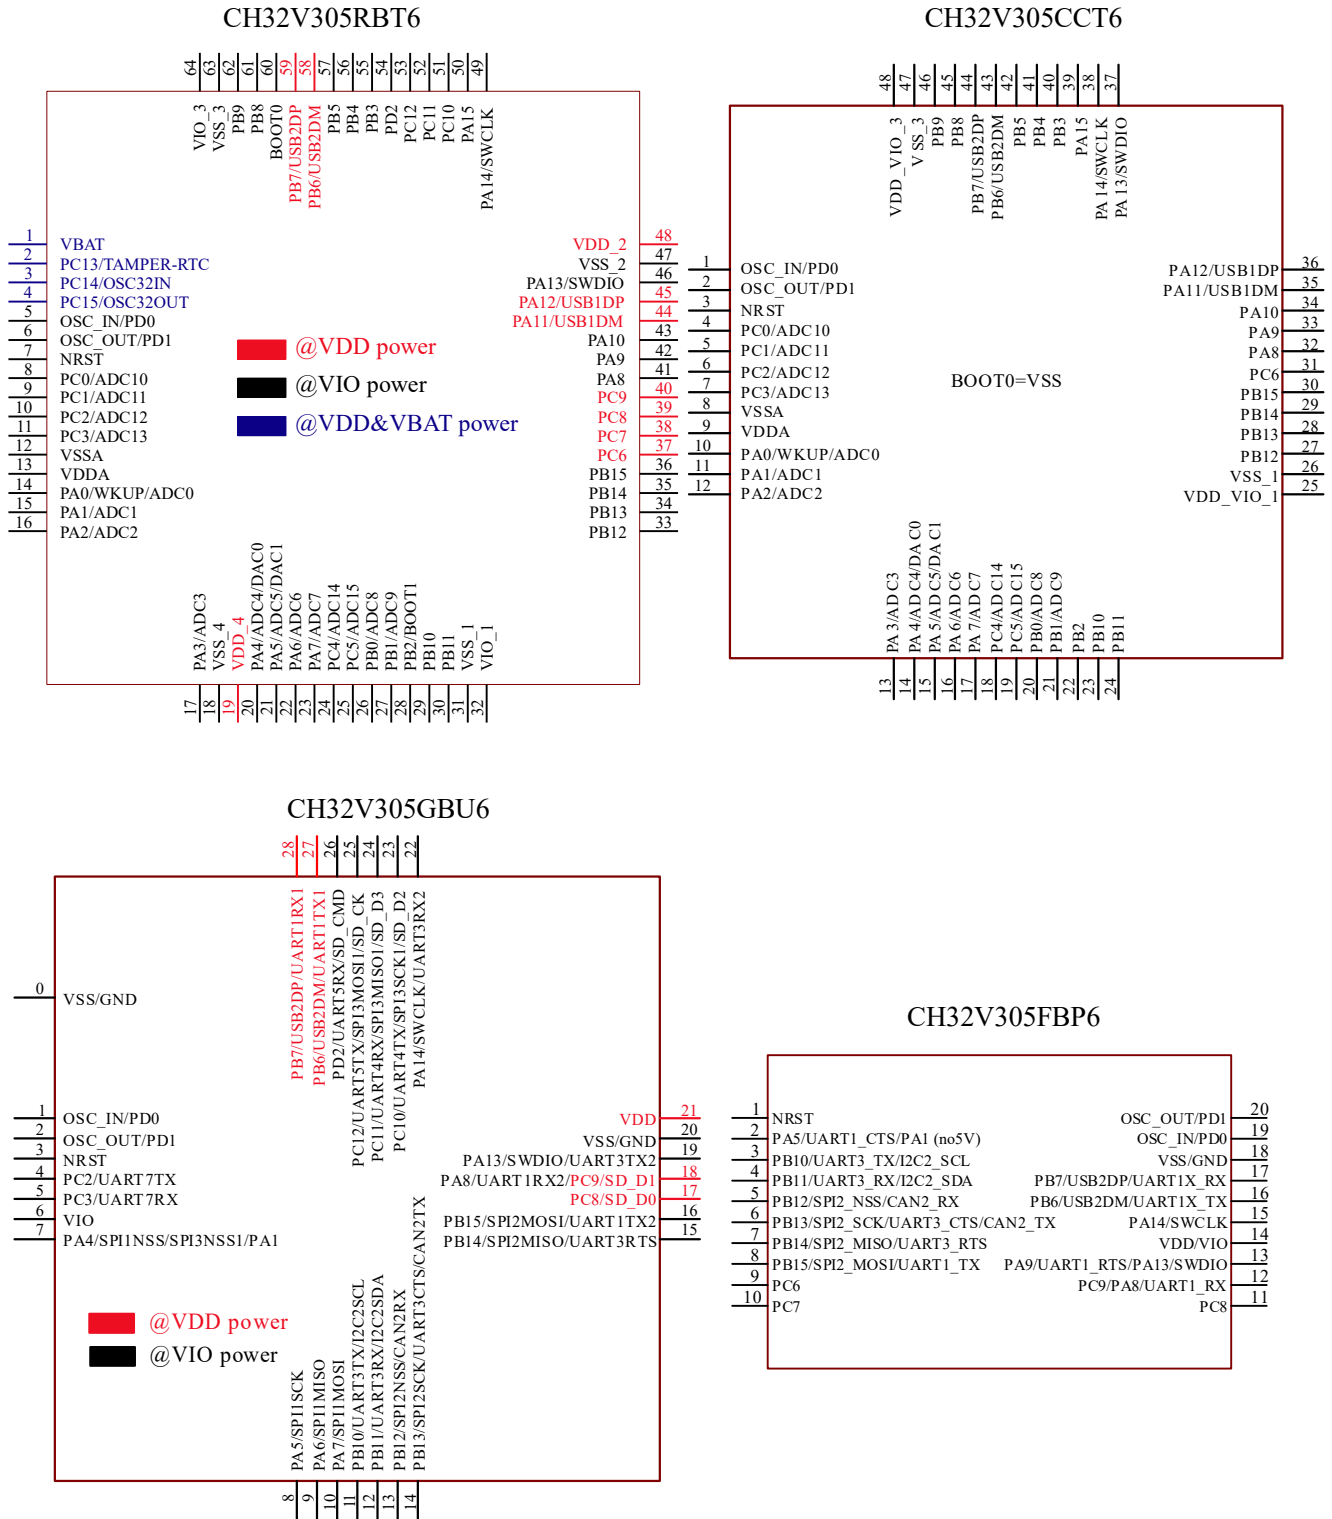 CH32V305RBT6
64 63 62 61 60 59 58 57 56 55 54 53 52 51 50 49
VIO_3
VSS_3
PB9
PB8
BOOT0
PB7/USB2DP
PB6/USB2DM
PB5
PB4
PB3
PD2
PC12
PC11
PC10
PA15
PA14/SWCLK
1 VBAT
2 PC13/TAMPER-RTC
3 PC14/OSC32IN
4 PC15/OSC32OUT
5 OSC_IN/PD0
6 OSC_OUT/PD1
7 NRST
8 PC0/ADC10
9 PC1/ADC11
10 PC2/ADC12
11 PC3/ADC13
12 VSSA
13 VDDA
14 PA0/WKUP/ADC0
15 PA1/ADC1
16 PA2/ADC2
@VDD power
@VIO power
@VDD&VBAT power
VDD_2 48
VSS_2 47
PA13/SWDIO 46
PA12/USB1DP 45
PA11/USB1DM 44
PA10 43
PA9 42
PA8 41
PC9 40
PC8 39
PC7 38
PC6 37
PB15 36
PB14 35
PB13 34
PB12 33
PA3/ADC3
VSS_4
VDD_4
PA4/ADC4/DAC0
PA5/ADC5/DAC1
PA6/ADC6
PA7/ADC7
PC4/ADC14
PC5/ADC15
PB0/ADC8
PB1/ADC9
PB2/BOOT1
PB10
PB11
VSS_1
VIO_1
17 18 19 20 21 22 23 24 25 26 27 28 29 30 31 32
CH32V305CCT6
48 47 46 45 44 43 42 41 40 39 38 37
VDD_VIO_3
VSS_3
PB9
PB8
PB7/USB2DP
PB6/USB2DM
PB5
PB4
PB3
PA15
PA14/SWCLK
PA13/SWDIO
1 OSC_IN/PD0
2 OSC_OUT/PD1
3 NRST
4 PC0/ADC10
5 PC1/ADC11
6 PC2/ADC12
7 PC3/ADC13
8 VSSA
9 VDDA
10 PA0/WKUP/ADC0
11 PA1/ADC1
12 PA2/ADC2
BOOT0=VSS
PA12/USB1DP 36
PA11/USB1DM 35
PA10 34
PA9 33
PA8 32
PC6 31
PB15 30
PB14 29
PB13 28
PB12 27
VSS_1 26
VDD_VIO_1 25
PA3/ADC3
PA4/ADC4/DAC0
PA5/ADC5/DAC1
PA6/ADC6
PA7/ADC7
PC4/ADC14
PC5/ADC15
PB0/ADC8
PB1/ADC9
PB2
PB10
PB11
13 14 15 16 17 18 19 20 21 22 23 24
CH32V305GBU6
28 27 26 25 24 23 22
PB7/USB2DP/UART1RX1
PB6/USB2DM/UART1TX1
PD2/UART5RX/SD_CMD
PC12/UART5TX/SPI3MOSI1/SD_CK
PC11/UART4RX/SPI3MISO1/SD_D3
PC10/UART4TX/SPI3SCK1/SD_D2
PA14/SWCLK/UART3RX2
0 VSS/GND
1 OSC_IN/PD0
2 OSC_OUT/PD1
3 NRST
4 PC2/UART7TX
5 PC3/UART7RX
6 VIO
7 PA4/SPI1NSS/SPI3NSS1/PA1
VDD 21
VSS/GND 20
PA13/SWDIO/UART3TX2 19
PA8/UART1RX2/PC9/SD_D1 18
PC8/SD_D0 17
PB15/SPI2MOSI/UART1TX2 16
PB14/SPI2MISO/UART3RTS 15
@VDD power
@VIO power
PA5/SPI1SCK
PA6/SPI1MISO
PA7/SPI1MOSI
PB10/UART3TX/I2C2SCL
PB11/UART3RX/I2C2SDA
PB12/SPI2NSS/CAN2RX
PB13/SPI2SCK/UART3CTS/CAN2TX
8 9 10 11 12 13 14
CH32V305FBP6
1 NRST
2 PA5/UART1_CTS/PA1 (no5V)
3 PB10/UART3_TX/I2C2_SCL
4 PB11/UART3_RX/I2C2_SDA
5 PB12/SPI2_NSS/CAN2_RX
6 PB13/SPI2_SCK/UART3_CTS/CAN2_TX
7 PB14/SPI2_MISO/UART3_RTS
8 PB15/SPI2_MOSI/UART1_TX
9 PC6
10 PC7
OSC_OUT/PD1 20
OSC_IN/PD0 19
VSS/GND 18
PB7/USB2DP/UART1X_RX 17
PB6/USB2DM/UART1X_TX 16
PA14/SWCLK 15
VDD/VIO 14
PA9/UART1_RTS/PA13/SWDIO 13
PC9/PA8/UART1_RX 12
PC8 11